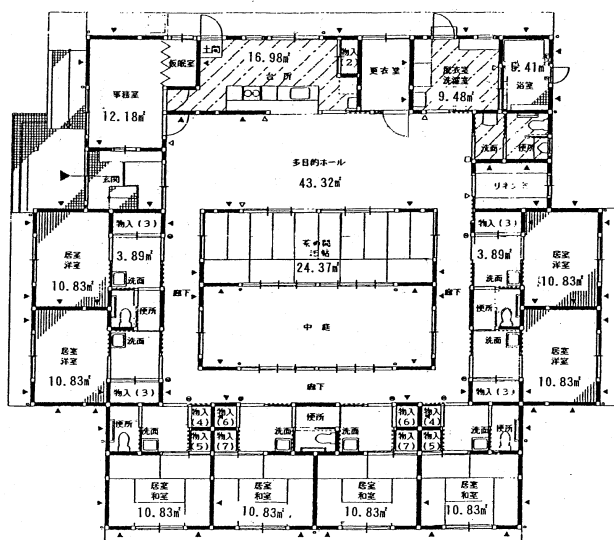 土間
仮眠室
16.98㎡
台所
物入
(2)
更衣室
脱衣室
洗濯室
9.48㎡
.41㎡
浴室
事務室
12.18㎡
洗面
便所
玄関
多目的ホール
43.32㎡
リネン
物入(3)
3.89㎡
洗面
居室
洋室
10.83㎡
24.37㎡
物入(3)
3.89㎡
洗面
居室
洋室
10.83㎡
廊下
廊下
便所
便所
中庭
居室
洋室
10.83㎡
洗面
物入(3)
洗面
物入(3)
居室
洋室
10.83㎡
廊下
便所
洗面
物入
(4)
物入
(6)
物入
(5)
物入
(7)
洗面
便所
洗面
物入
(6)
物入
(4)
物入
(7)
物入
(5)
洗面
便所
居室
和室
10.83㎡
居室
和室
10.83㎡
居室
和室
10.83㎡
居室
和室
10.83㎡